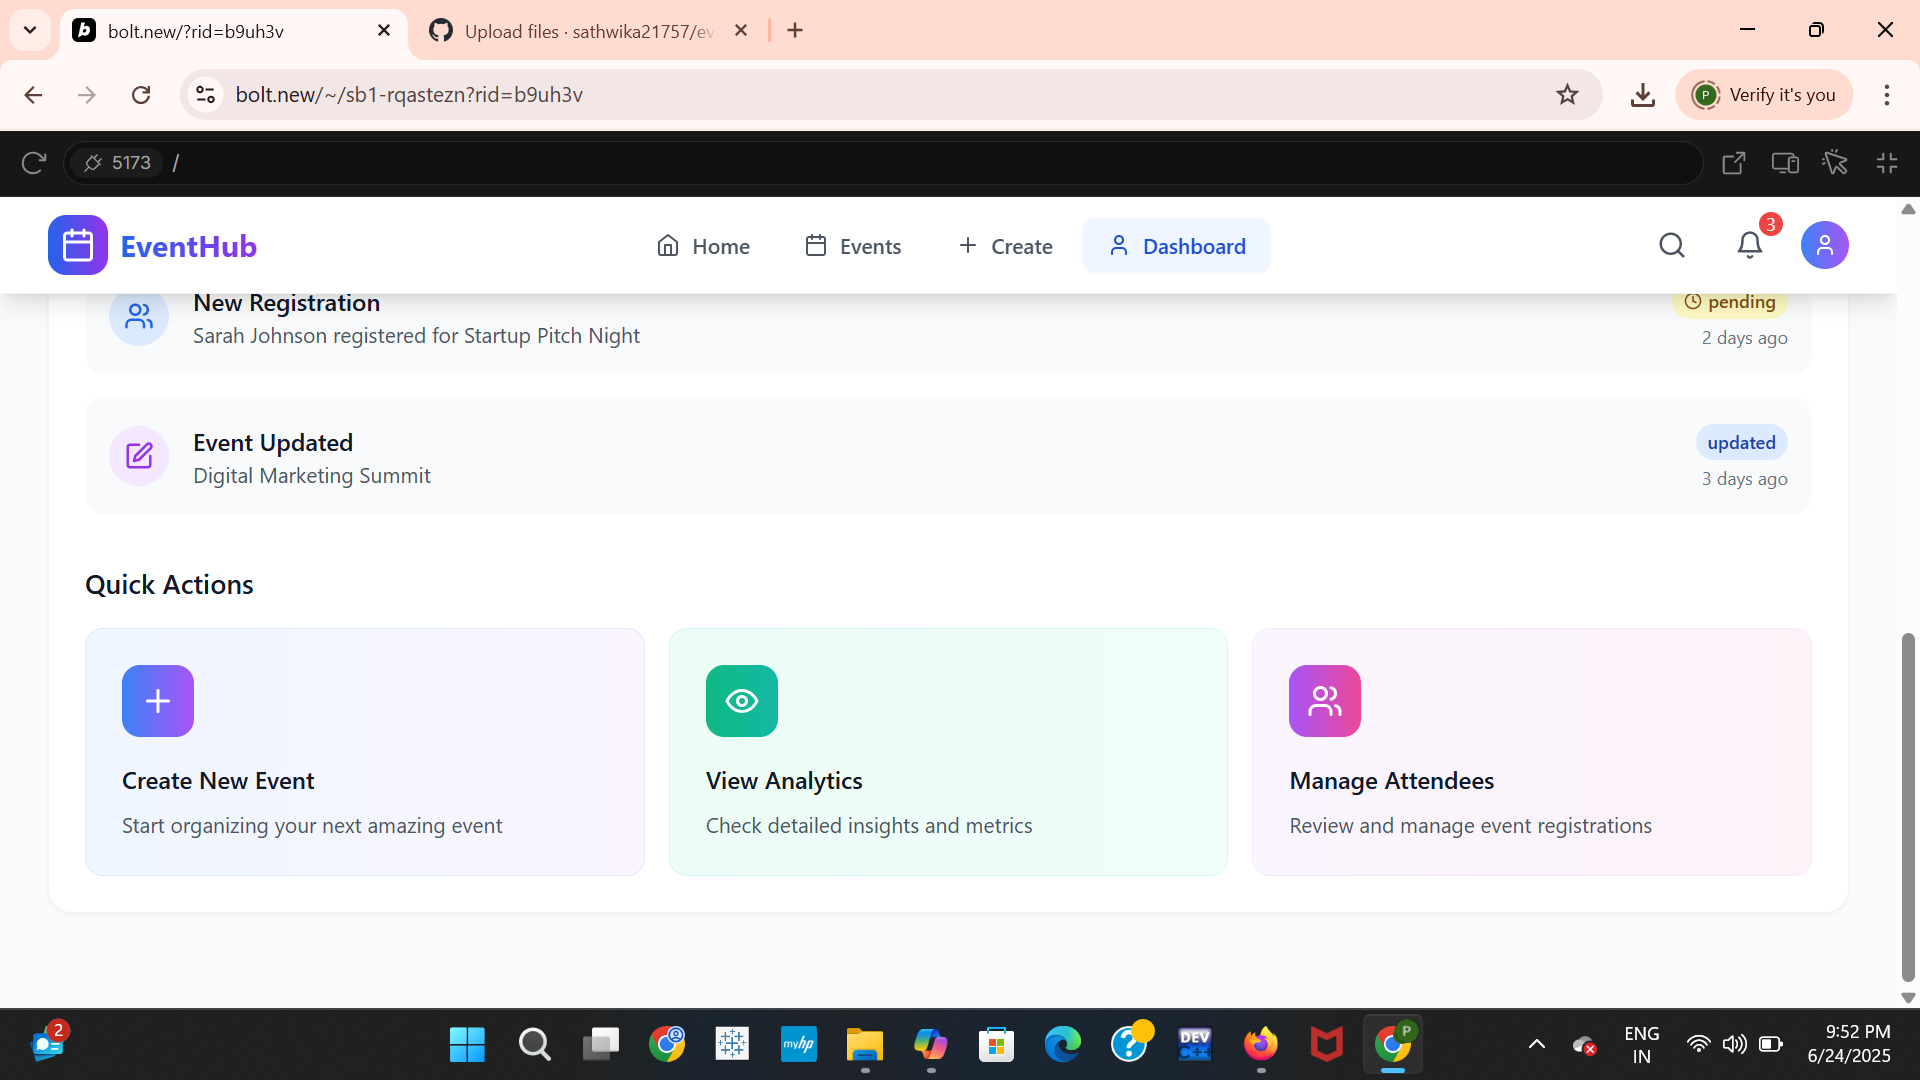 bolt.new/?rid=b9uh3v
Upload files · sathwika21757/ev
bolt.new/~/sb1-rqastezn?rid=b9uh3v
P
Verify it's you
5173
/
EventHub
Home
Events
Create
Dashboard
3
New Registration
Sarah Johnson registered for Startup Pitch Night
pending
2 days ago
Event Updated
Digital Marketing Summit
updated
3 days ago
Quick Actions
Create New Event
Start organizing your next amazing event
View Analytics
Check detailed insights and metrics
Manage Attendees
Review and manage event registrations
2
myhp
DEV
C++
P
ENG
IN
9:52 PM
6/24/2025